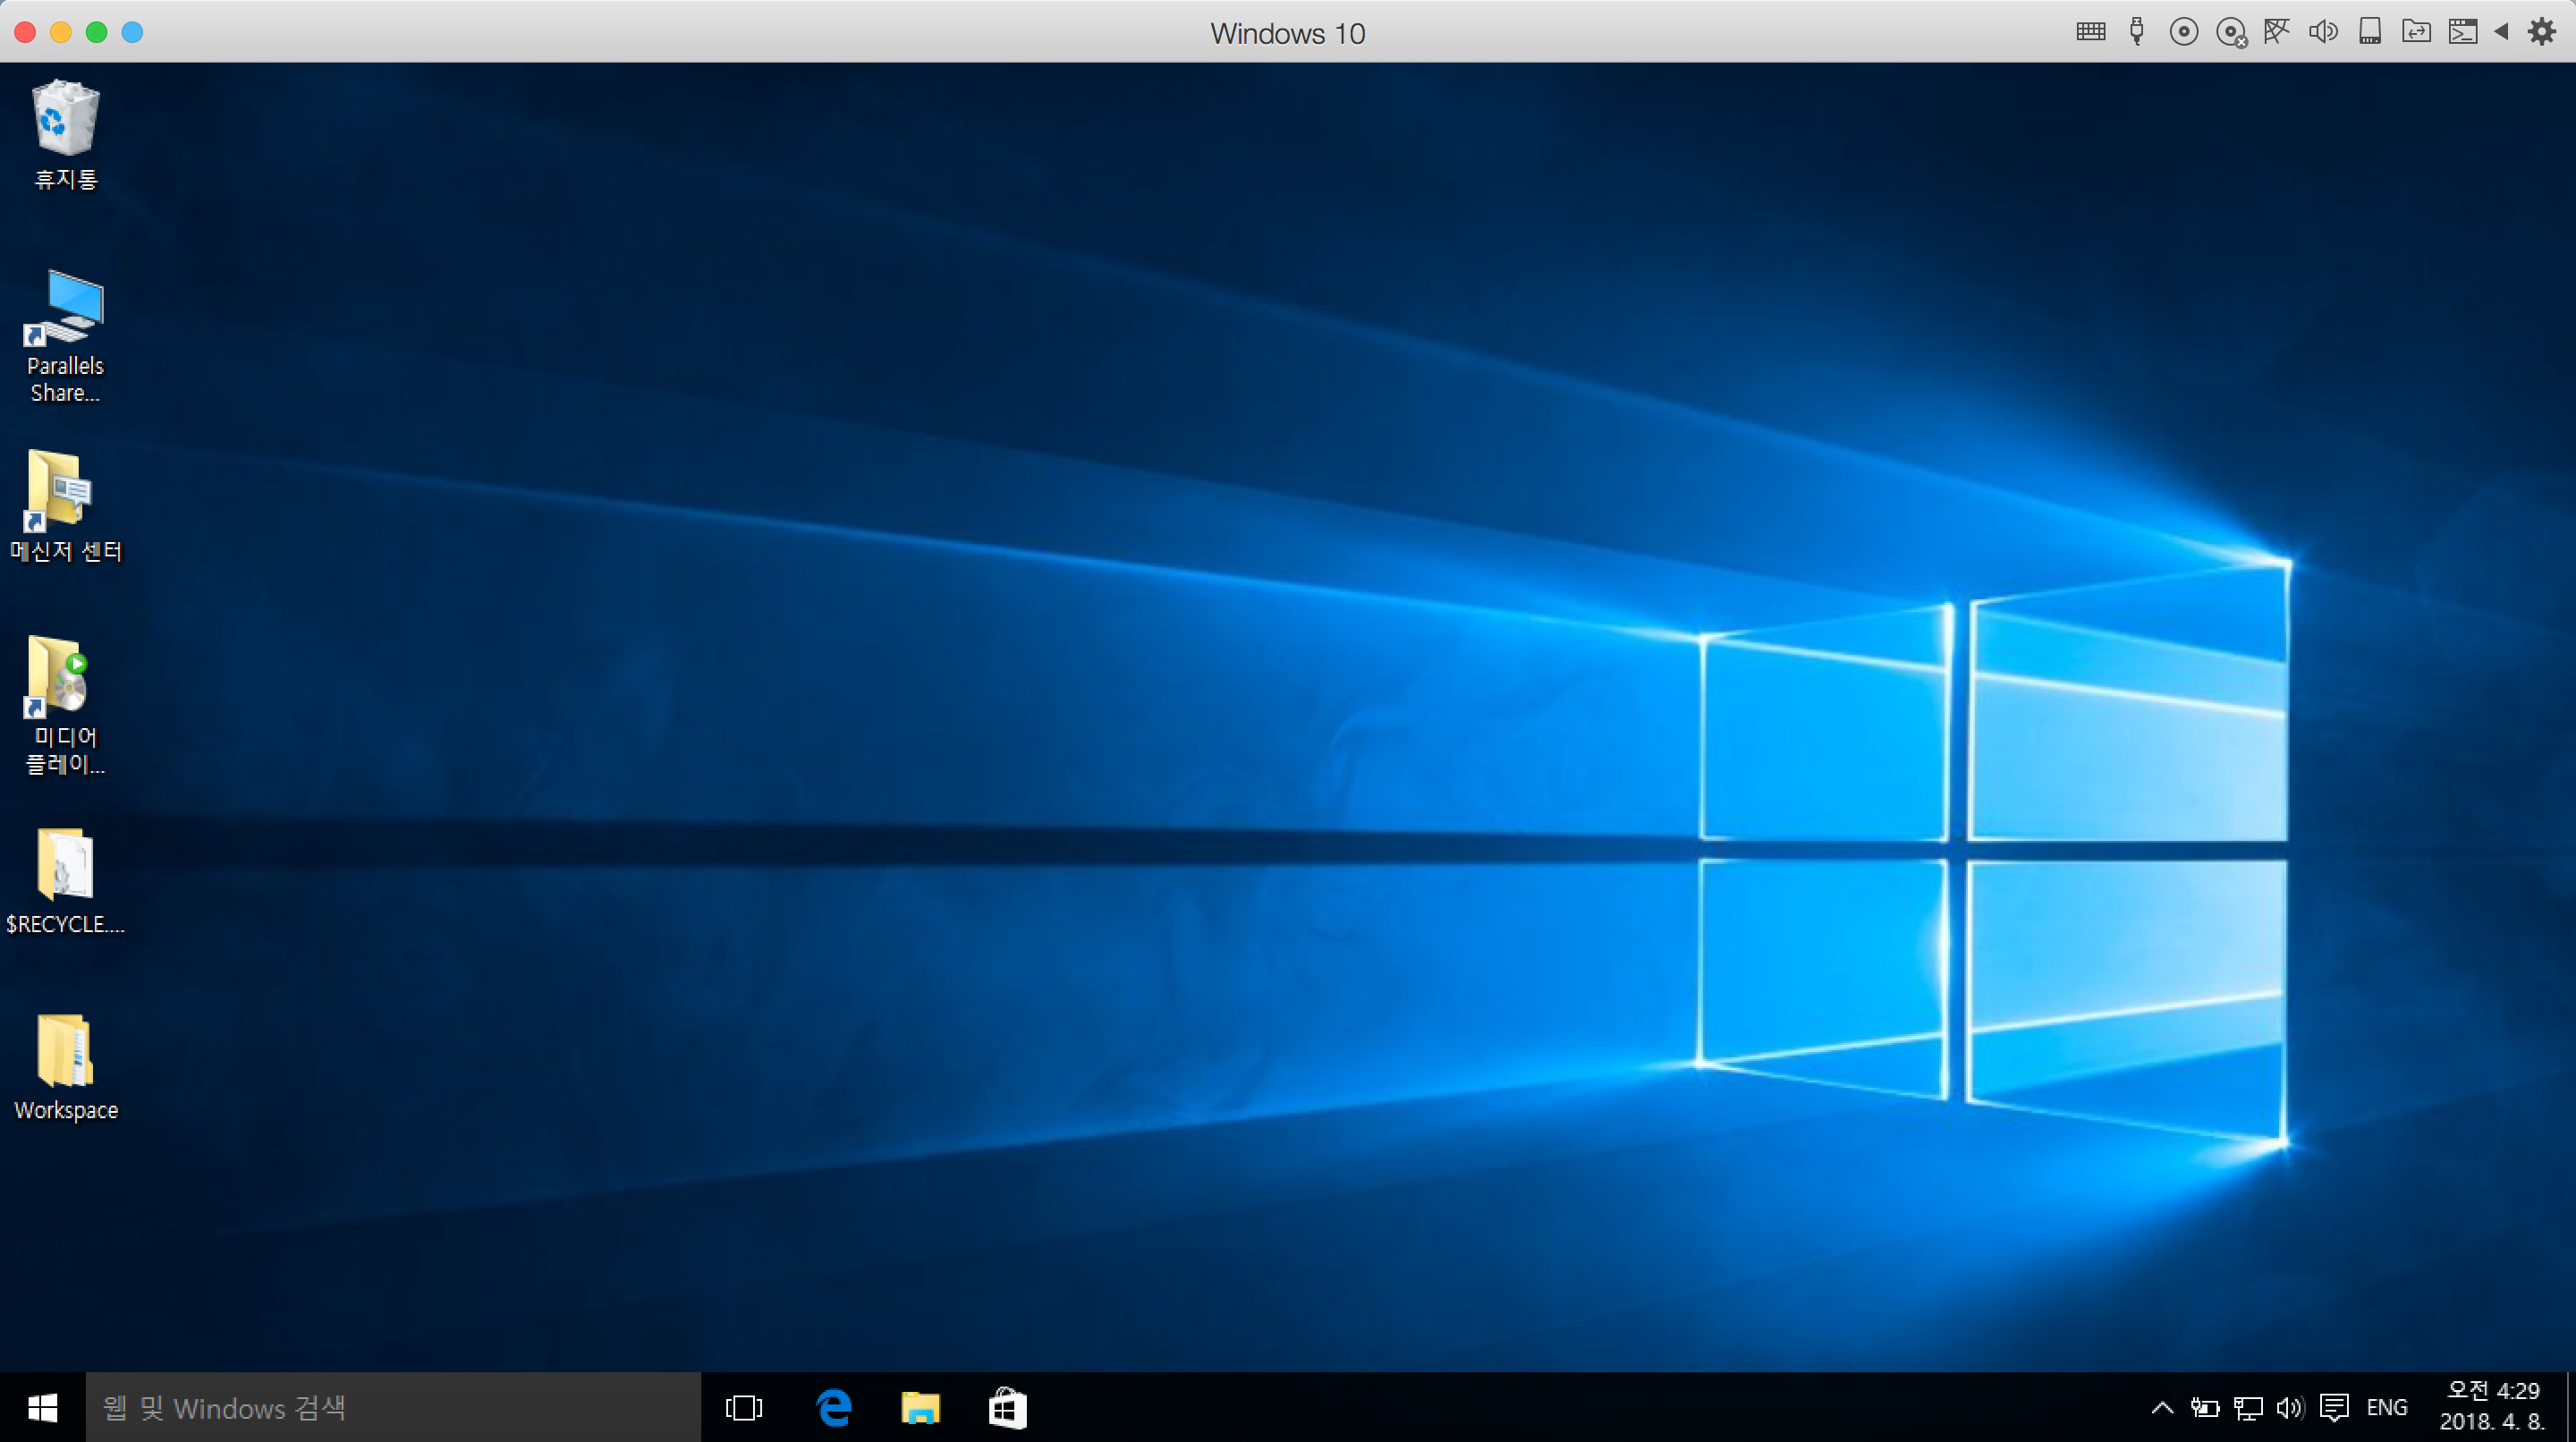 Windows 10
휴지통
Parallels
Share...
메신저 센터
미디어
플레이...
$RECYCLE....
Workspace
웹 및 Windows 검색
ENG
오전 4:29
2018. 4. 8.